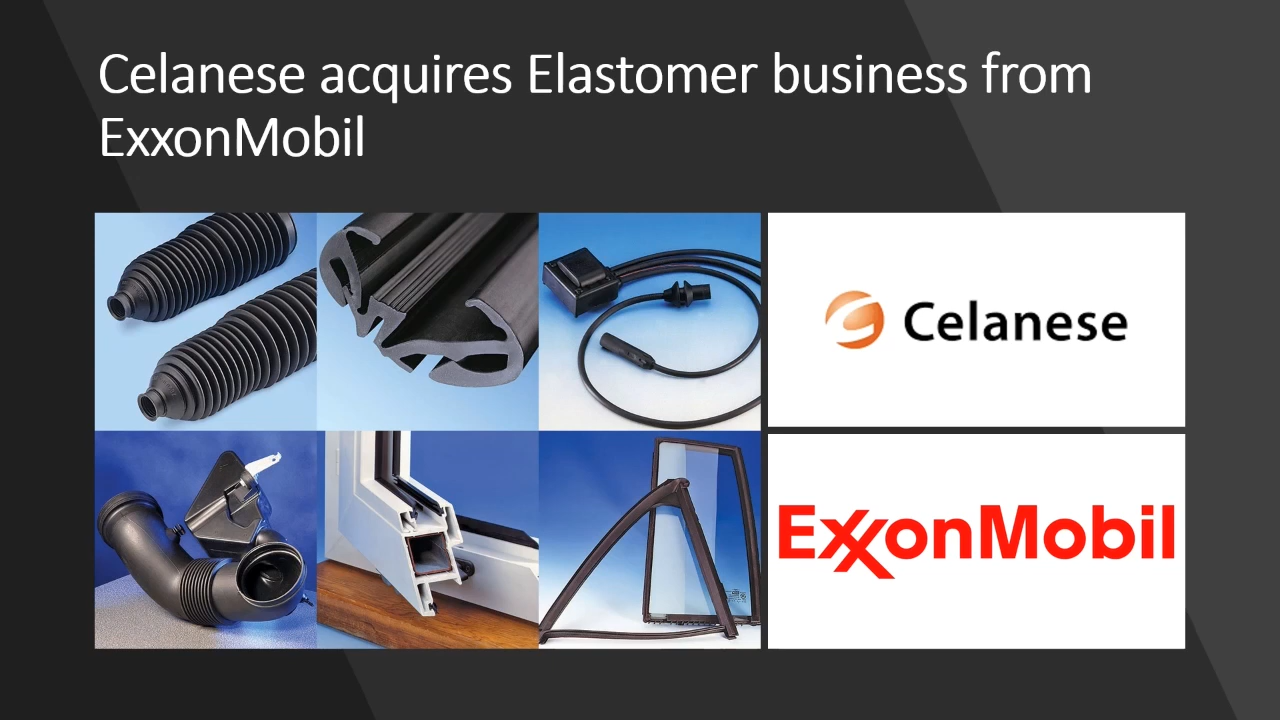 Celanese acquires Elastomer business from
ExxonMobil
Celanese
ExxonMobil